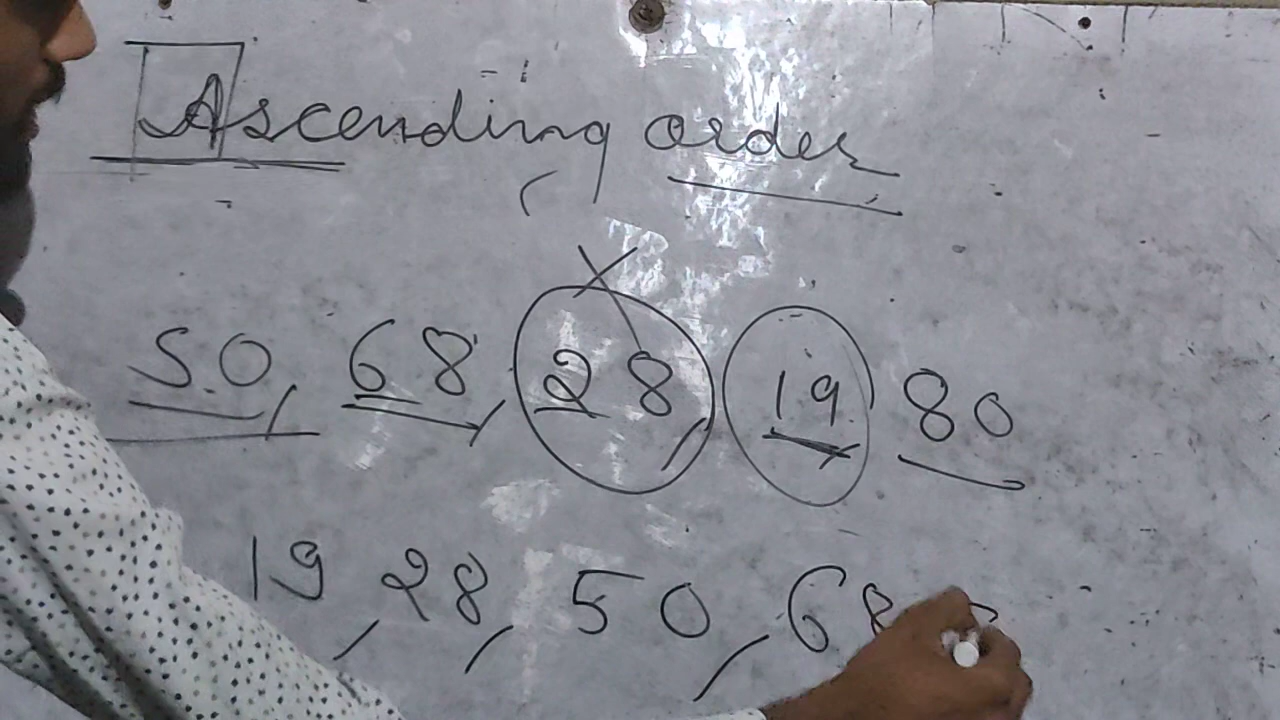 Ascending order
50, 68, 28, 19 80
19, 28, 50, 68